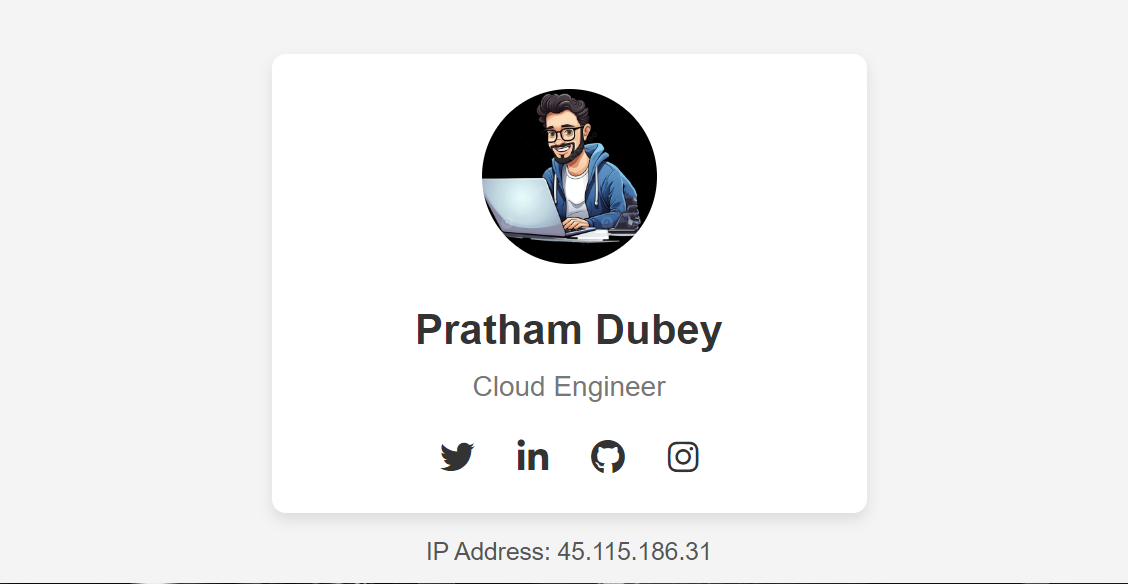 Pratham Dubey
Cloud Engineer
IP Address: 45.115.186.31